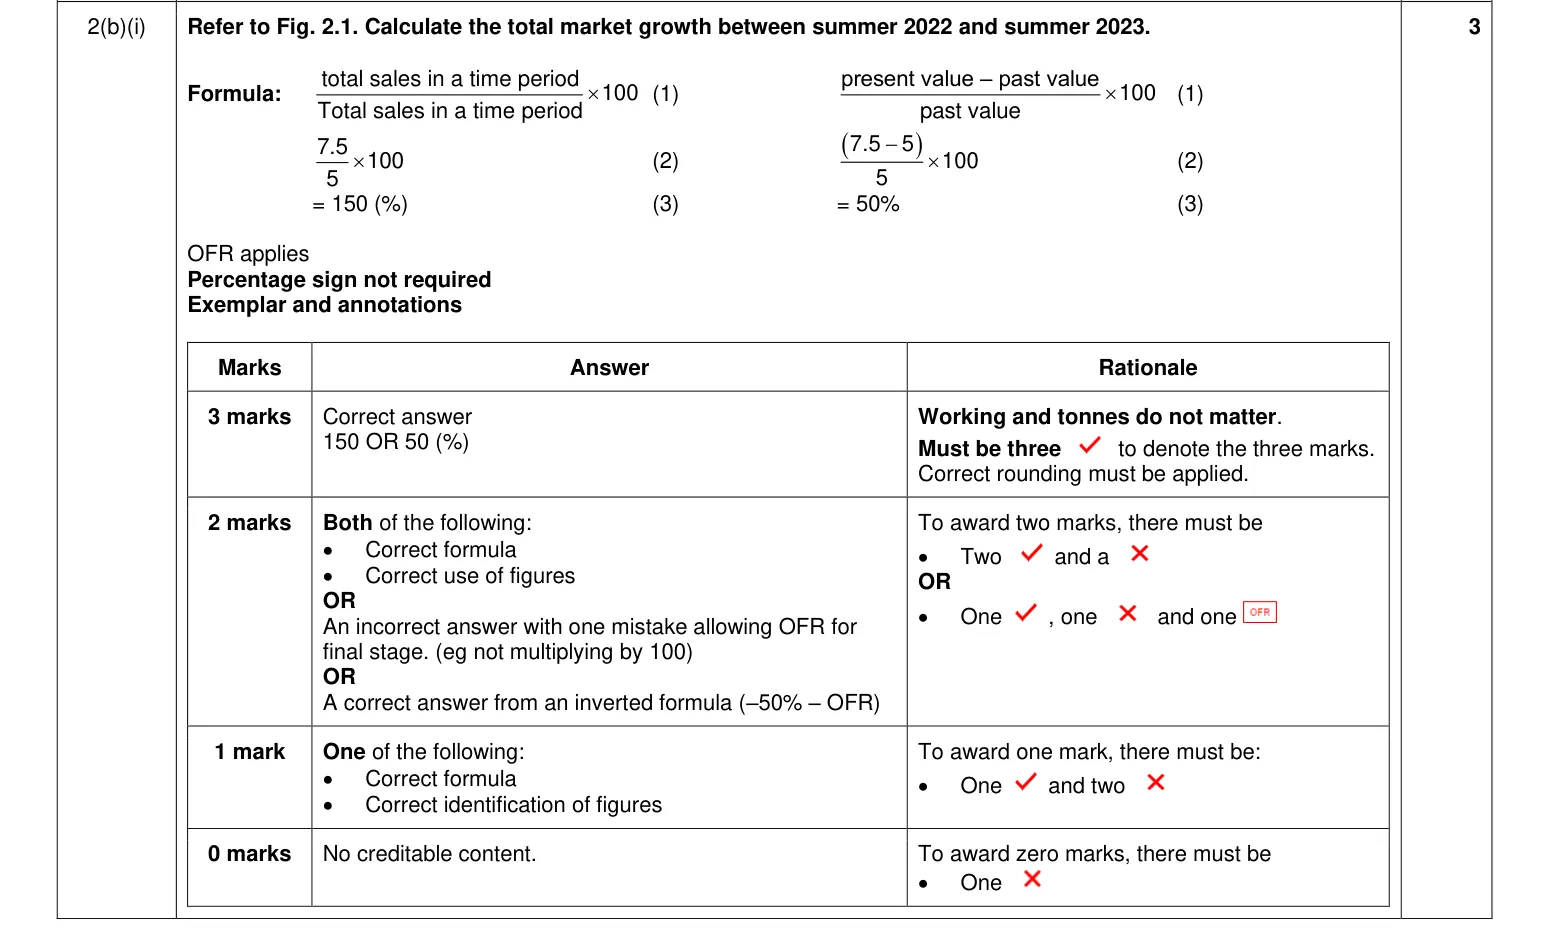 2(b)(i) Refer to Fig. 2.1. Calculate the total market growth between summer 2022 and summer 2023. 3
Formula: total sales in a time period / Total sales in a time period ×100 (1) present value – past value / past value ×100 (1)
7.5 / 5 ×100 (2) (7.5 – 5) / 5 ×100 (2)
= 150 (%) (3) = 50% (3)
OFR applies
Percentage sign not required
Exemplar and annotations
Marks Answer Rationale
3 marks
Correct answer
150 OR 50 (%)
Working and tonnes do not matter.
Must be three ✓ to denote the three marks.
Correct rounding must be applied.
2 marks
Both of the following:
• Correct formula
• Correct use of figures
OR
An incorrect answer with one mistake allowing OFR for
final stage. (eg not multiplying by 100)
OR
A correct answer from an inverted formula (–50% – OFR)
To award two marks, there must be
• Two ✓ and a ✕
OR
• One ✓ , one ✕ and one OFR
1 mark
One of the following:
• Correct formula
• Correct identification of figures
To award one mark, there must be:
• One ✓ and two ✕
0 marks
No creditable content.
To award zero marks, there must be
• One ✕